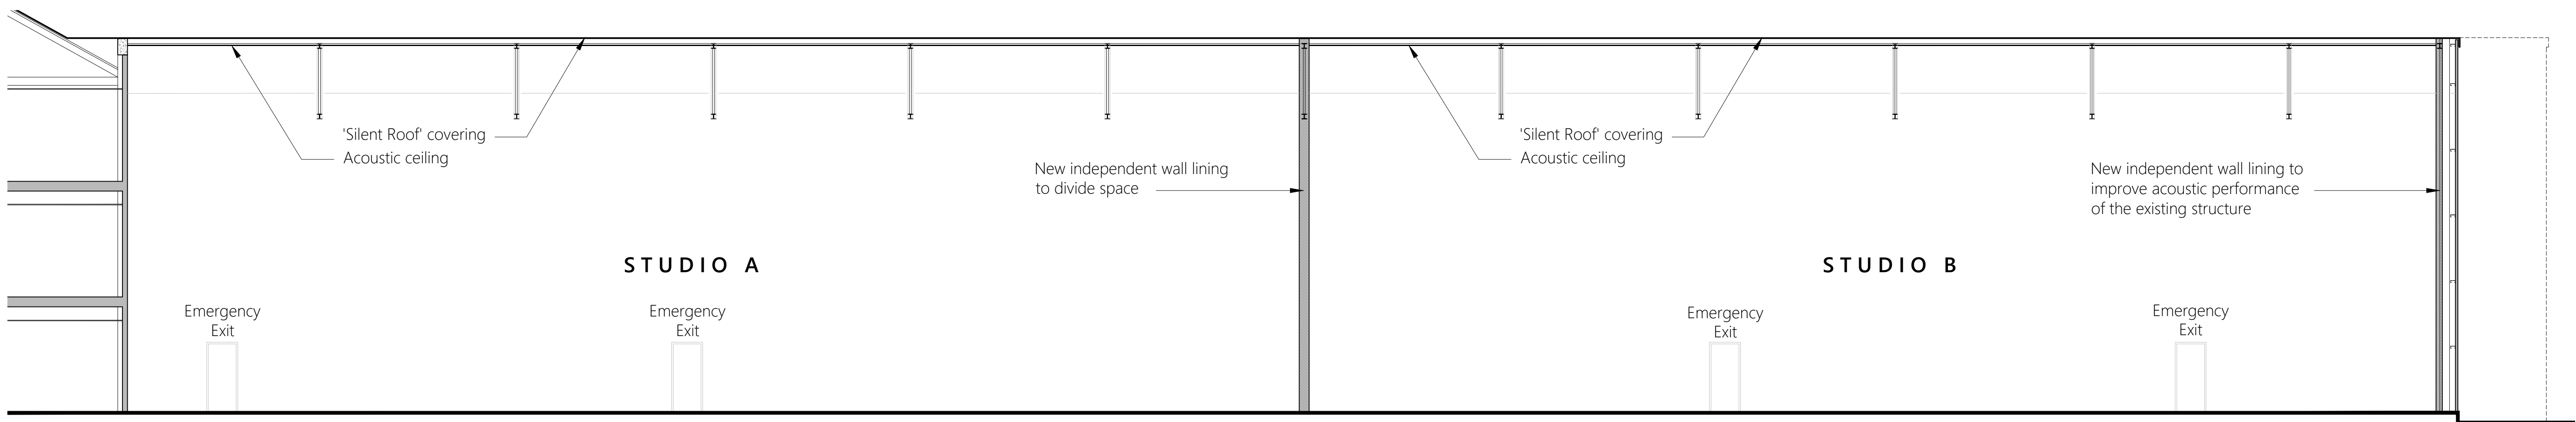 'Silent Roof' covering
Acoustic ceiling
New independent wall lining
to divide space
'Silent Roof' covering
Acoustic ceiling
New independent wall lining to
improve acoustic performance
of the existing structure
STUDIO A
STUDIO B
Emergency
Exit
Emergency
Exit
Emergency
Exit
Emergency
Exit